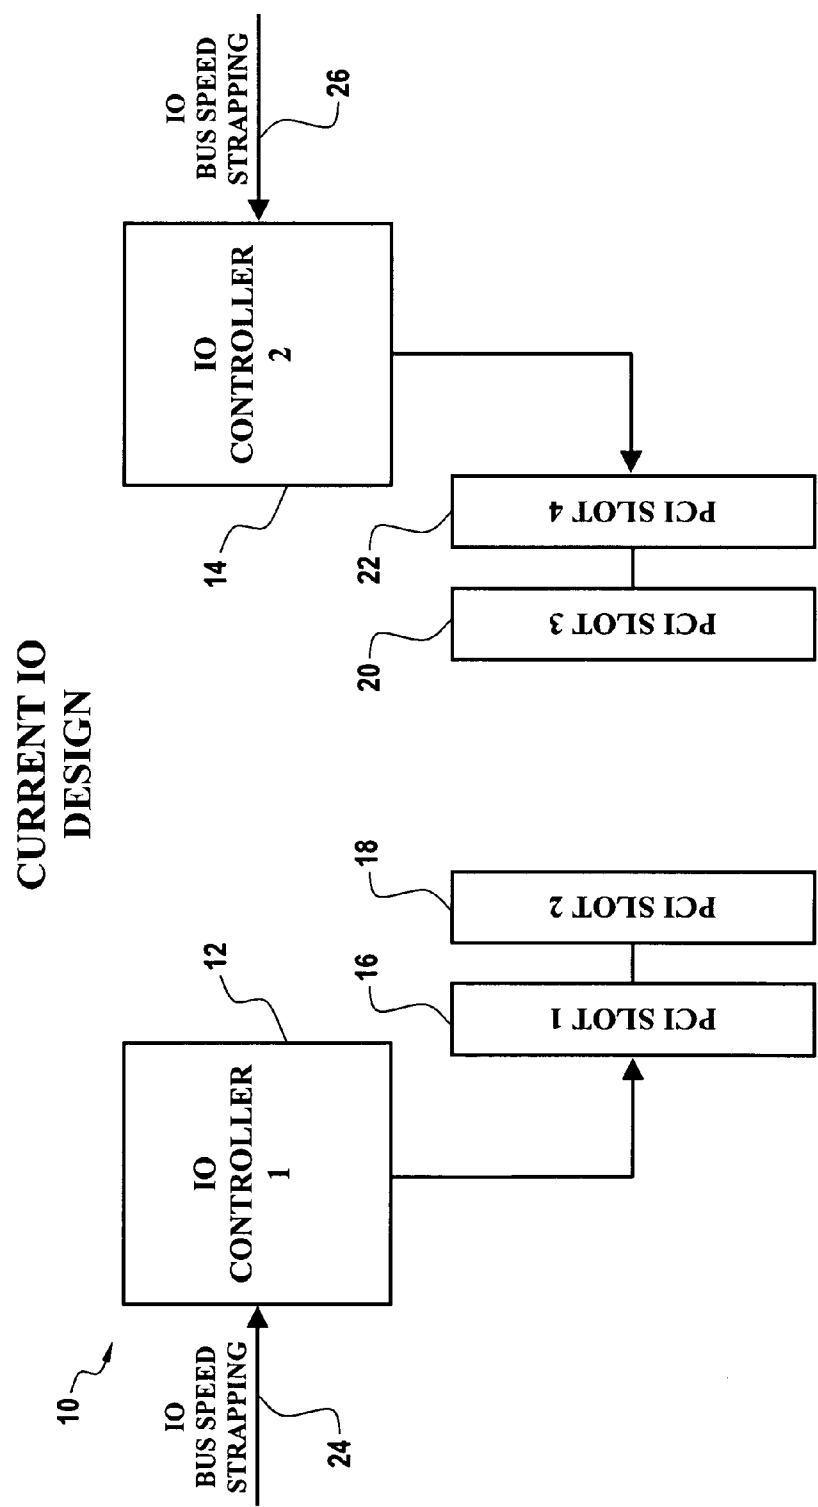 CURRENT IO
DESIGN
10
IO
BUS SPEED
STRAPPING
24
IO
CONTROLLER
1
12
PCI SLOT 1
16
PCI SLOT 2
18
PCI SLOT 3
20
PCI SLOT 4
22
IO
CONTROLLER
2
14
IO
BUS SPEED
STRAPPING
26